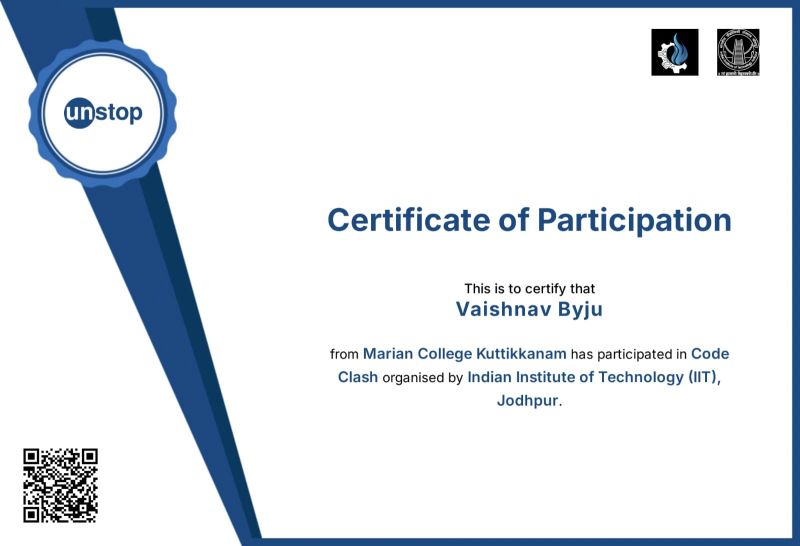 unstop
Certificate of Participation
This is to certify that
Vaishnav Byju
from Marian College Kuttikkanam has participated in Code
Clash organised by Indian Institute of Technology (IIT),
Jodhpur.